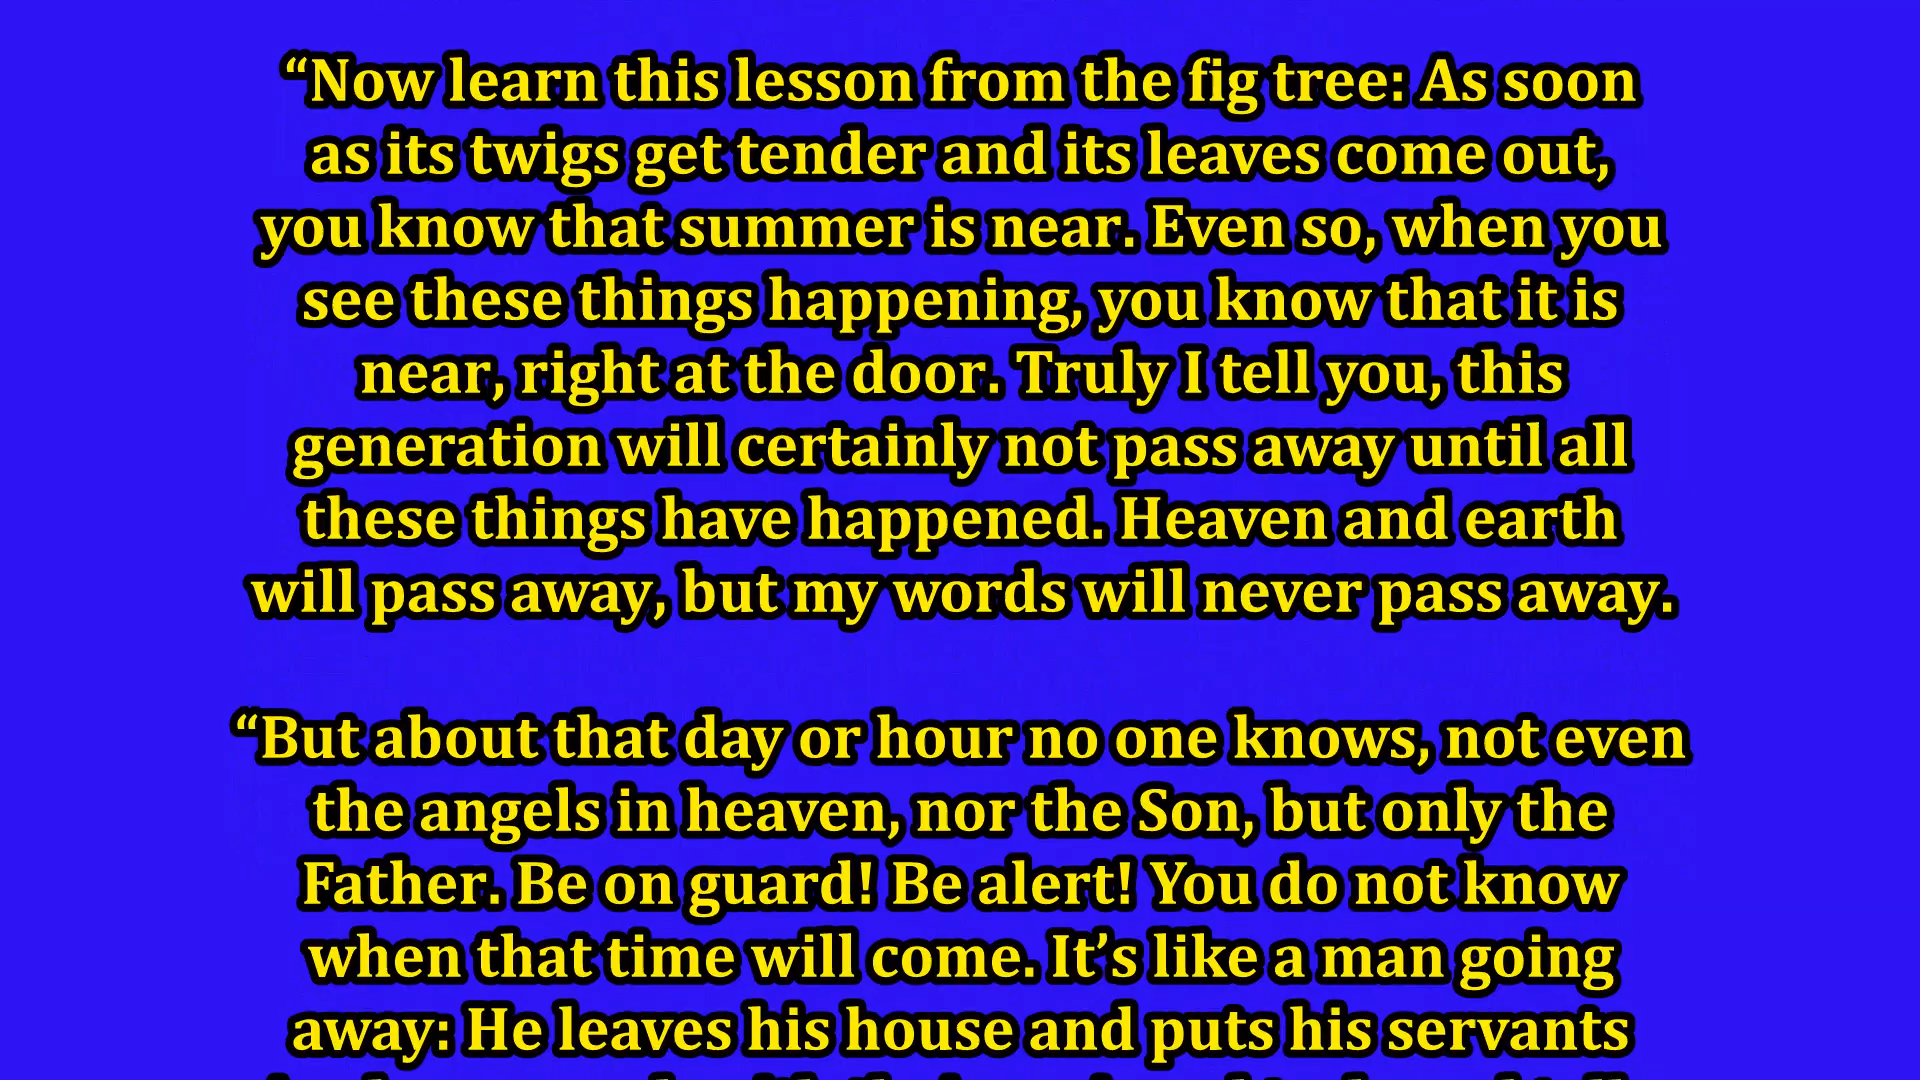 “Now learn this lesson from the fig tree: As soon
as its twigs get tender and its leaves come out,
you know that summer is near. Even so, when you
see these things happening, you know that it is
near, right at the door. Truly I tell you, this
generation will certainly not pass away until all
these things have happened. Heaven and earth
will pass away, but my words will never pass away.
“But about that day or hour no one knows, not even
the angels in heaven, nor the Son, but only the
Father. Be on guard! Be alert! You do not know
when that time will come. It’s like a man going
away: He leaves his house and puts his servants